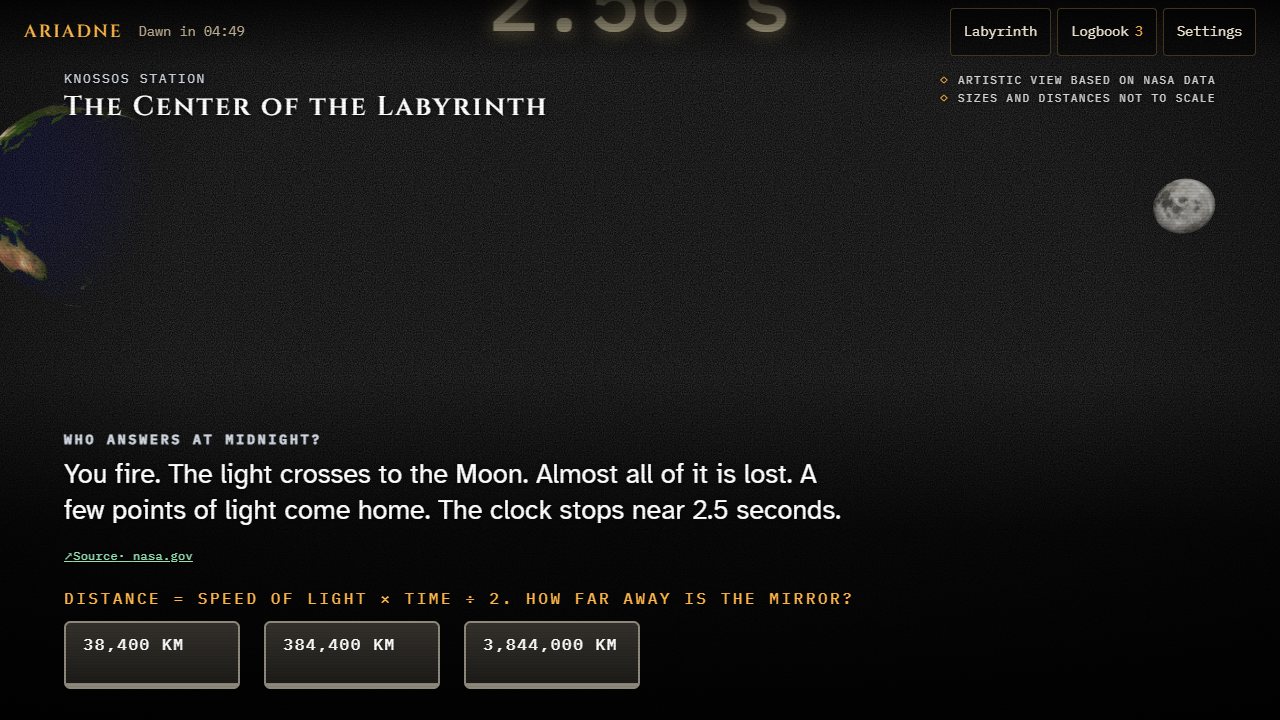 2.56 s
ARIADNE Dawn in 04:49
Labyrinth Logbook 3 Settings
KNOSSOS STATION
THE CENTER OF THE LABYRINTH
◇ ARTISTIC VIEW BASED ON NASA DATA
◇ SIZES AND DISTANCES NOT TO SCALE
WHO ANSWERS AT MIDNIGHT?
You fire. The light crosses to the Moon. Almost all of it is lost. A
few points of light come home. The clock stops near 2.5 seconds.
↗Source· nasa.gov
DISTANCE = SPEED OF LIGHT × TIME ÷ 2. HOW FAR AWAY IS THE MIRROR?
38,400 KM 384,400 KM 3,844,000 KM